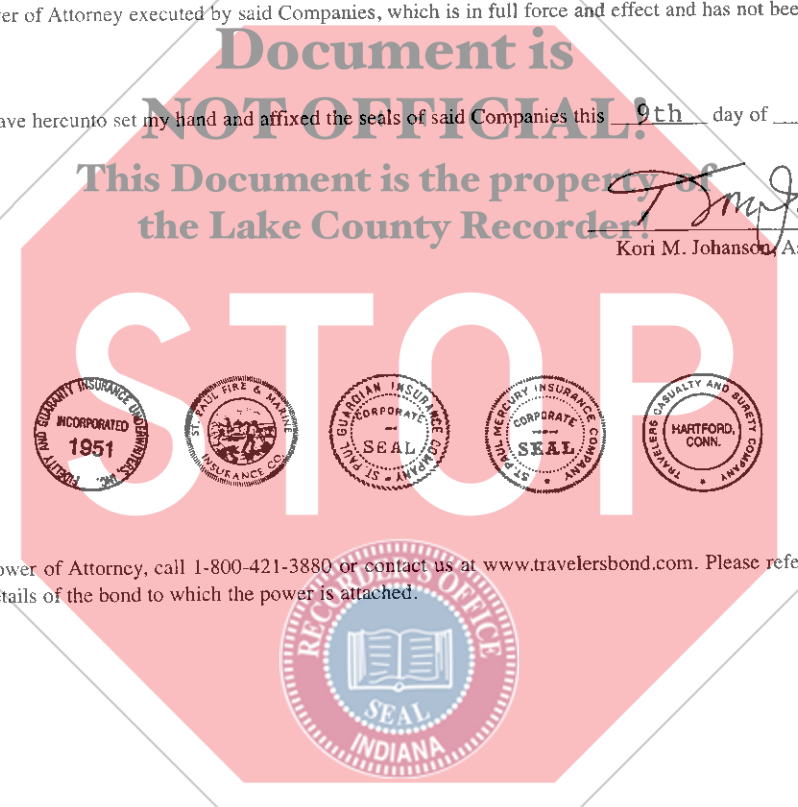 er of Attorney executed by said Companies, which is in full force and effect and has not bee
Document is
NOT OFFICIAL!
ave hereunto set my hand and affixed the seals of said Companies this 9th day of
This Document is the property of
the Lake County Recorder!
Kori M. Johanson, As
STOP
FIDELITY AND GUARANTY INSURANCE UNDERWRITERS, INC.
INCORPORATED
1951
ST. PAUL FIRE & MARINE
INSURANCE CO.
ST PAUL GUARDIAN INSURANCE COMPANY
CORPORATE
SEAL
ST PAUL MERCURY INSURANCE COMPANY
CORPORATE
SEAL
TRAVELERS CASUALTY AND SURETY COMPANY
HARTFORD,
CONN.
ower of Attorney, call 1-800-421-3880 or contact us at www.travelersbond.com. Please refe
tails of the bond to which the power is attached.
RECORDER'S OFFICE
SEAL
INDIANA